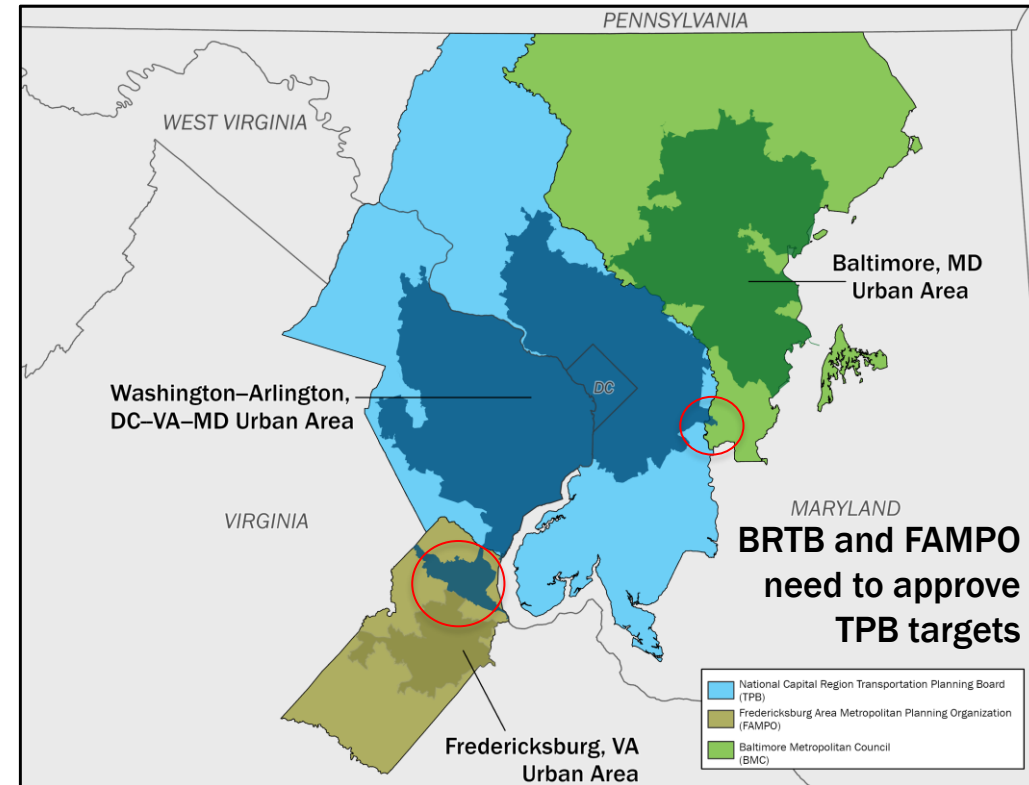 PENNSYLVANIA
WEST VIRGINIA
Baltimore, MD
Urban Area
Washington–Arlington,
DC–VA–MD Urban Area
DC
VIRGINIA
MARYLAND
BRTB and FAMPO
need to approve
TPB targets
National Capital Region Transportation Planning Board
(TPB)
Fredericksburg Area Metropolitan Planning Organization
(FAMPO)
Baltimore Metropolitan Council
(BMC)
Fredericksburg, VA
Urban Area